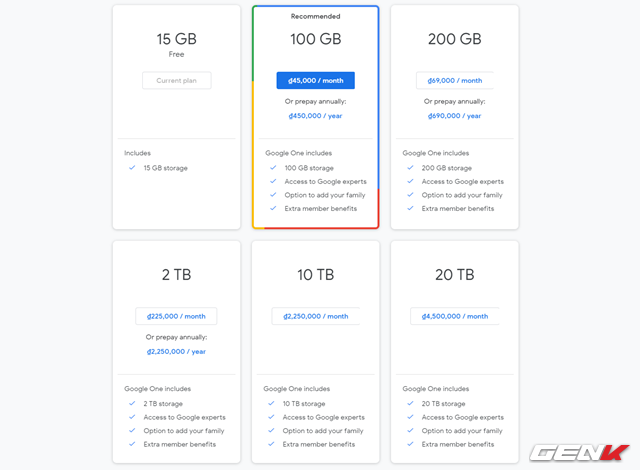 15 GB
Free
Current plan
Includes
15 GB storage
Recommended
100 GB
₫45,000 / month
Or prepay annually:
₫450,000 / year
Google One includes
100 GB storage
Access to Google experts
Option to add your family
Extra member benefits
200 GB
₫69,000 / month
Or prepay annually:
₫690,000 / year
Google One includes
200 GB storage
Access to Google experts
Option to add your family
Extra member benefits
2 TB
₫225,000 / month
Or prepay annually:
₫2,250,000 / year
Google One includes
2 TB storage
Access to Google experts
Option to add your family
Extra member benefits
10 TB
₫2,250,000 / month
Google One includes
10 TB storage
Access to Google experts
Option to add your family
Extra member benefits
20 TB
₫4,500,000 / month
Google One includes
20 TB storage
Access to Google experts
Option to add your family
Extra member benefits
GENK